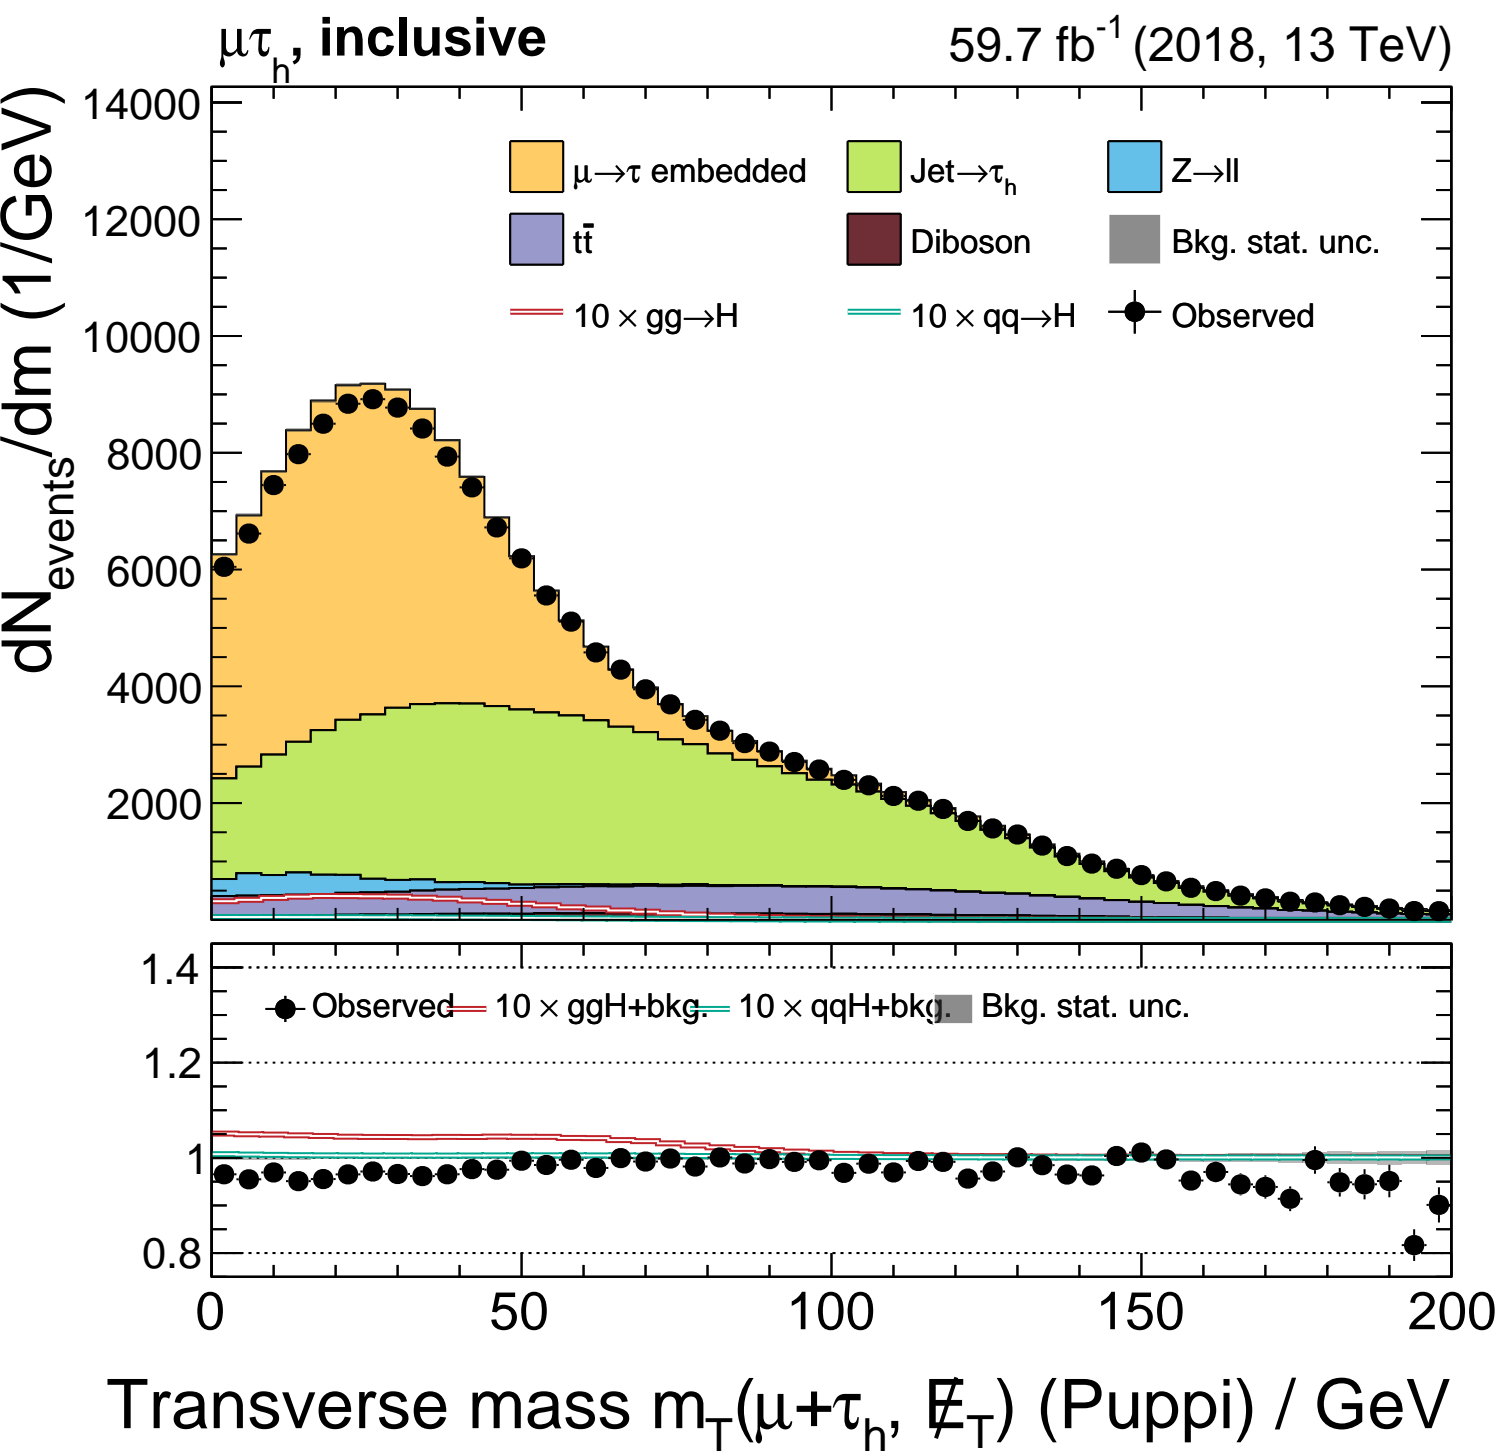 μτh, inclusive 59.7 fb-1 (2018, 13 TeV)
dNevents/dm (1/GeV)
14000
12000
10000
8000
6000
4000
2000
μ→τ embedded Jet→τh Z→ll
tt̄ Diboson Bkg. stat. unc.
10 × gg→H 10 × qq→H Observed
1.4
1.2
1
0.8
Observed 10 × ggH+bkg. 10 × qqH+bkg. Bkg. stat. unc.
0 50 100 150 200
Transverse mass mT(μ+τh, E̸T) (Puppi) / GeV